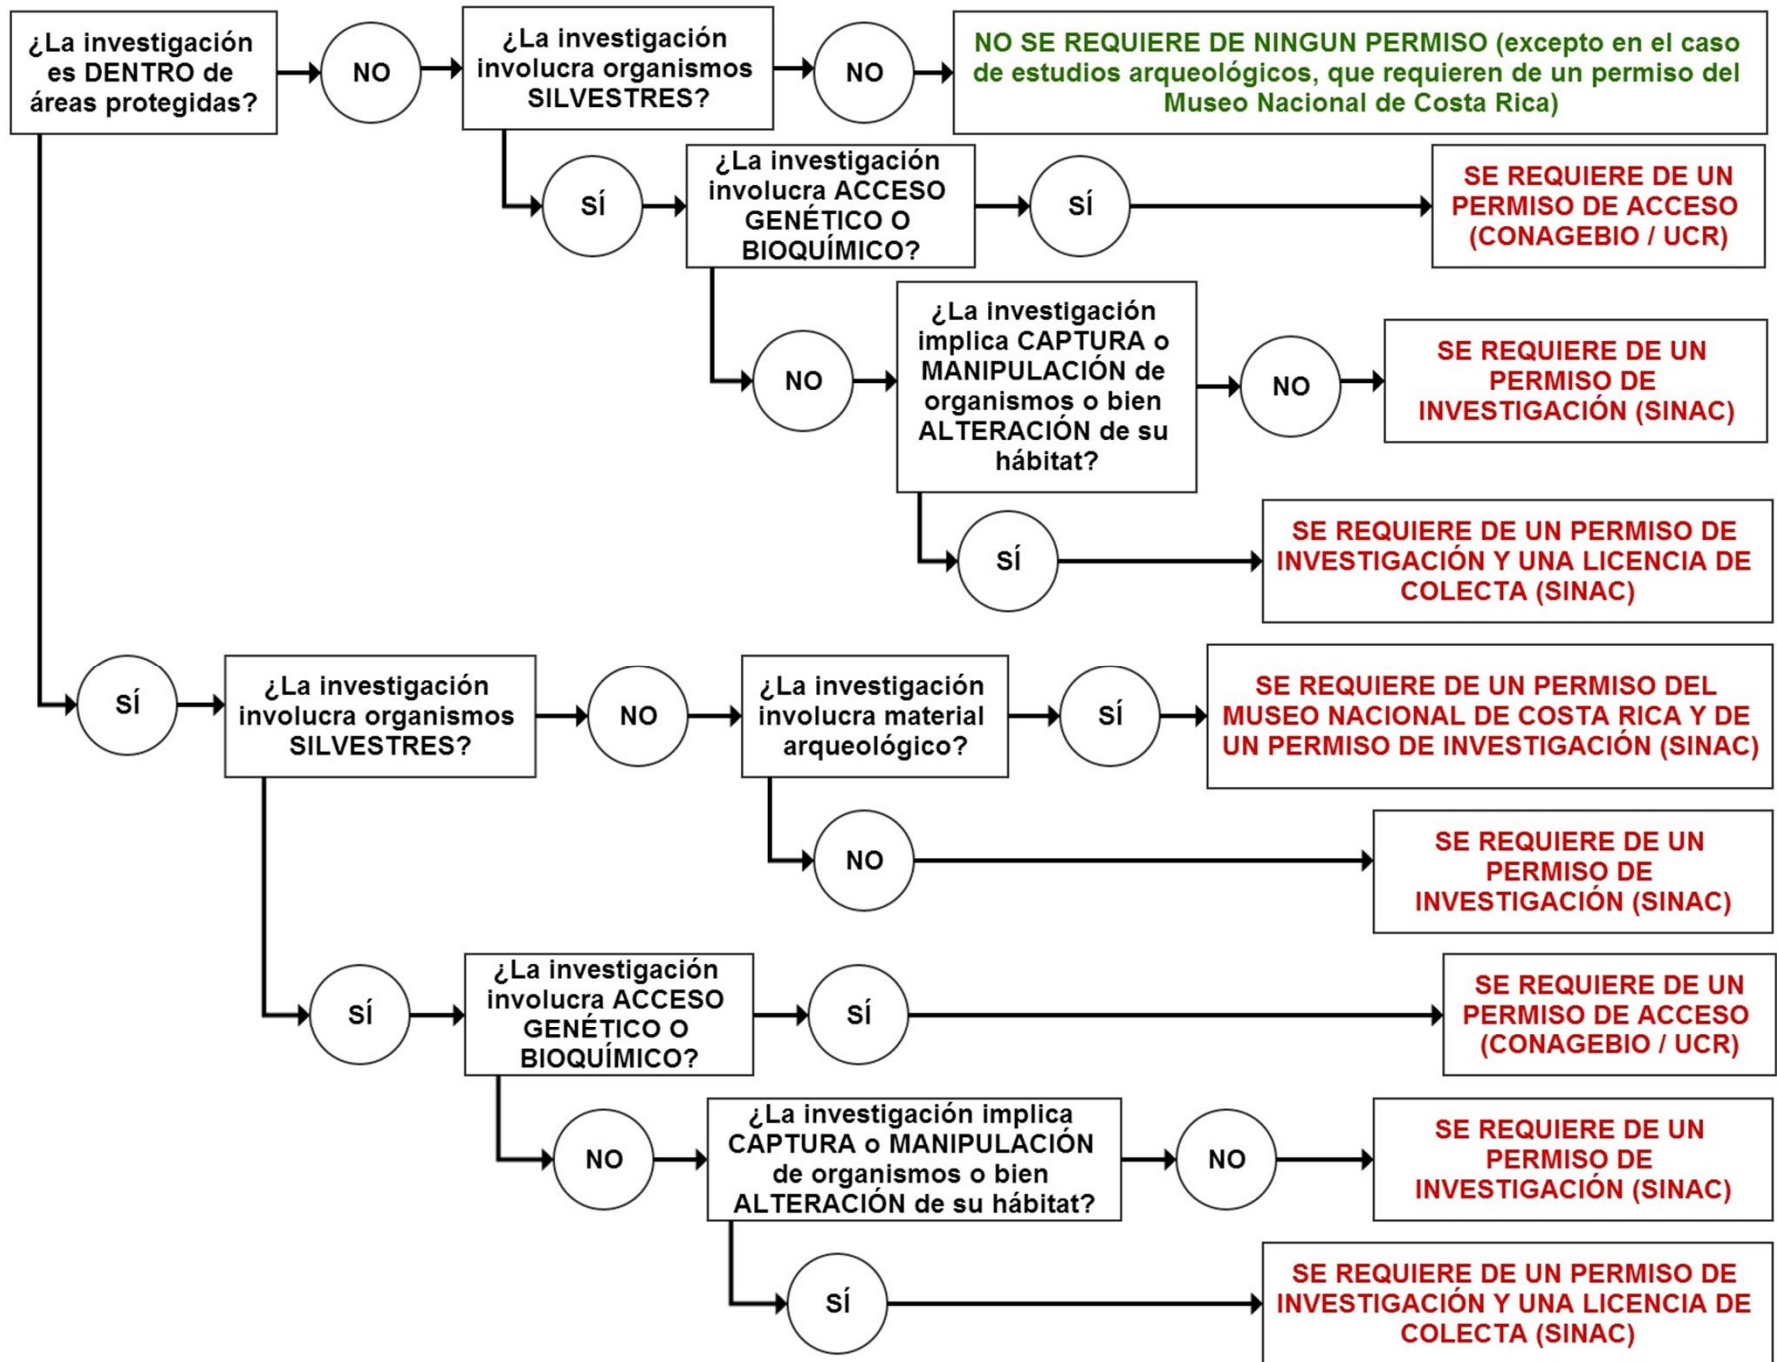 ¿La investigación
es DENTRO de
áreas protegidas?
NO
¿La investigación
involucra organismos
SILVESTRES?
NO
NO SE REQUIERE DE NINGUN PERMISO (excepto en el caso
de estudios arqueológicos, que requieren de un permiso del
Museo Nacional de Costa Rica)
SÍ
¿La investigación
involucra ACCESO
GENÉTICO O
BIOQUÍMICO?
SÍ
SE REQUIERE DE UN
PERMISO DE ACCESO
(CONAGEBIO / UCR)
NO
¿La investigación
implica CAPTURA o
MANIPULACIÓN de
organismos o bien
ALTERACIÓN de su
hábitat?
NO
SE REQUIERE DE UN
PERMISO DE
INVESTIGACIÓN (SINAC)
SÍ
SE REQUIERE DE UN PERMISO DE
INVESTIGACIÓN Y UNA LICENCIA DE
COLECTA (SINAC)
SÍ
¿La investigación
involucra organismos
SILVESTRES?
NO
¿La investigación
involucra material
arqueológico?
SÍ
SE REQUIERE DE UN PERMISO DEL
MUSEO NACIONAL DE COSTA RICA Y DE
UN PERMISO DE INVESTIGACIÓN (SINAC)
NO
SE REQUIERE DE UN
PERMISO DE
INVESTIGACIÓN (SINAC)
SÍ
¿La investigación
involucra ACCESO
GENÉTICO O
BIOQUÍMICO?
SÍ
SE REQUIERE DE UN
PERMISO DE ACCESO
(CONAGEBIO / UCR)
NO
¿La investigación implica
CAPTURA o MANIPULACIÓN
de organismos o bien
ALTERACIÓN de su hábitat?
NO
SE REQUIERE DE UN
PERMISO DE
INVESTIGACIÓN (SINAC)
SÍ
SE REQUIERE DE UN PERMISO DE
INVESTIGACIÓN Y UNA LICENCIA DE
COLECTA (SINAC)